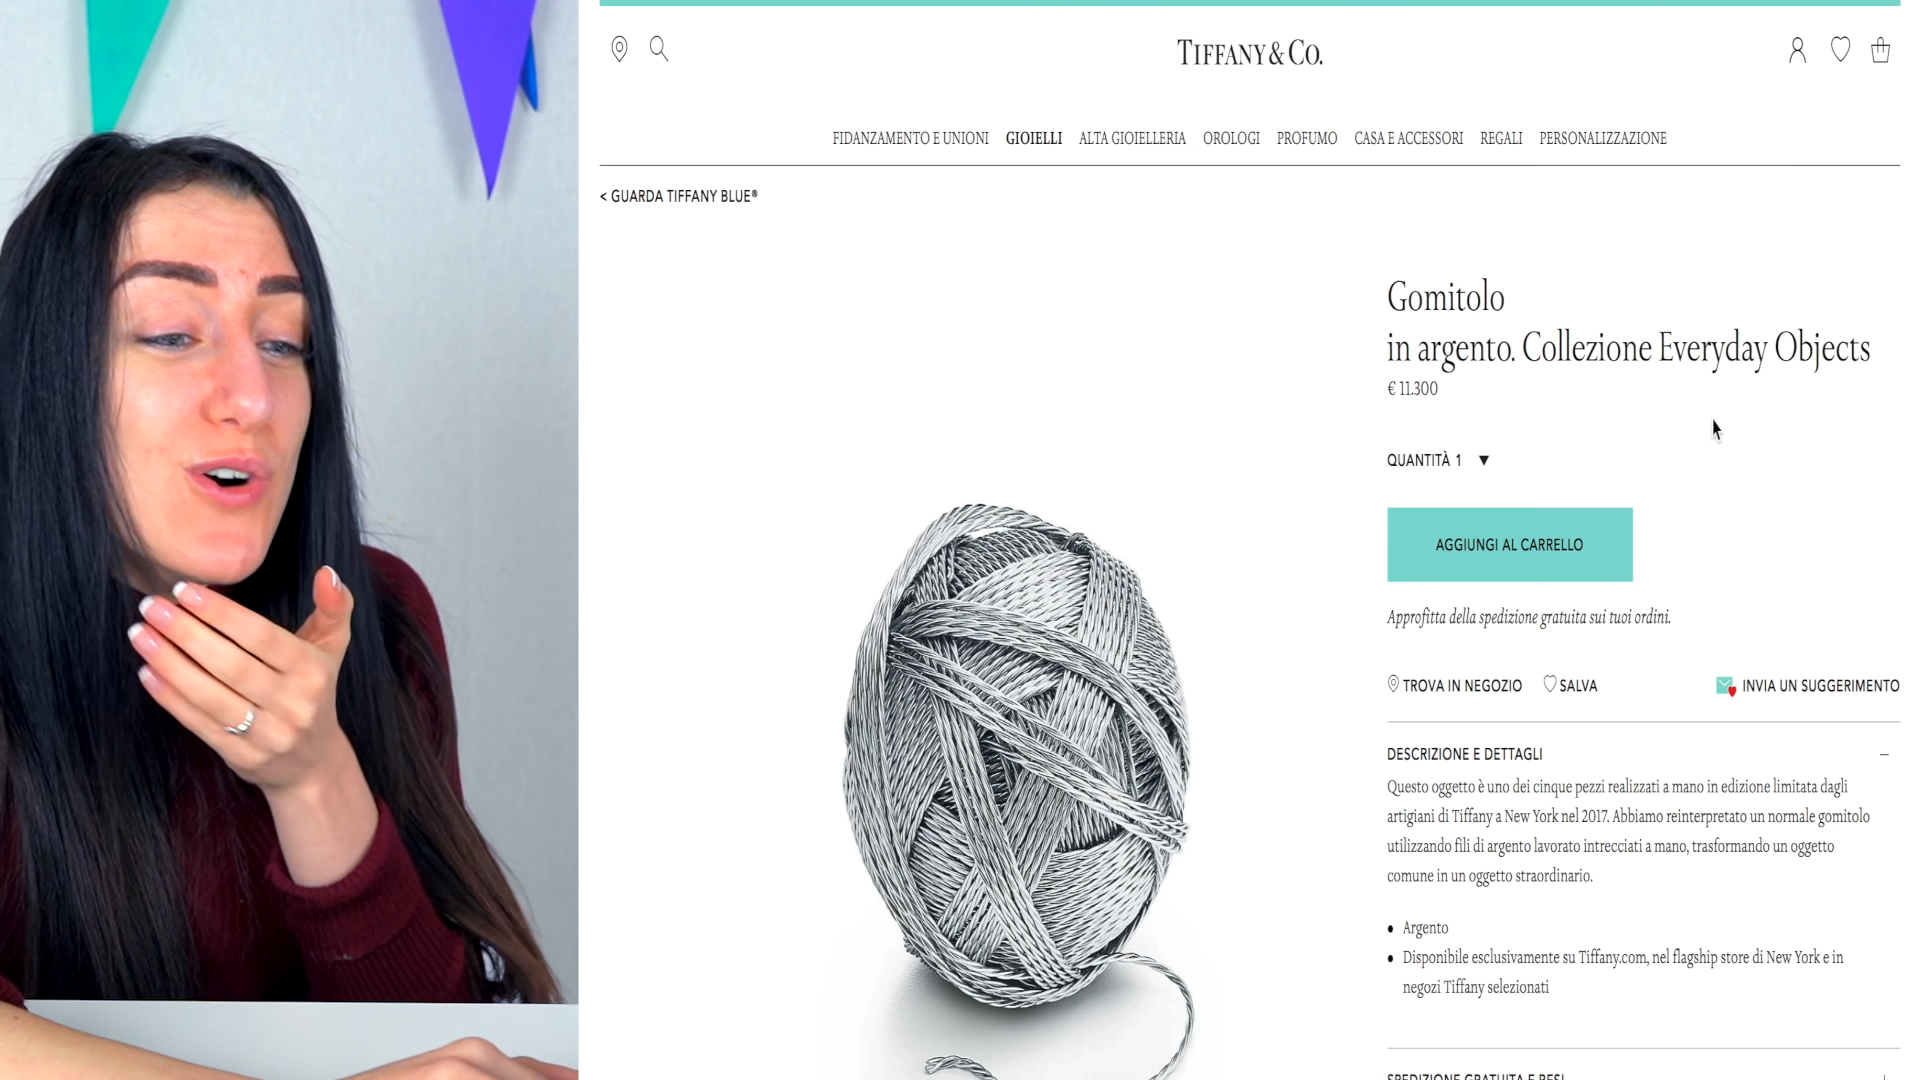 TIFFANY & CO.
FIDANZAMENTO E UNIONI GIOIELLI ALTA GIOIELLERIA OROLOGI PROFUMO CASA E ACCESSORI REGALI PERSONALIZZAZIONE
< GUARDA TIFFANY BLUE®
Gomitolo
in argento. Collezione Everyday Objects
€ 11.300
QUANTITÀ 1 ▼
AGGIUNGI AL CARRELLO
Approfitta della spedizione gratuita sui tuoi ordini.
TROVA IN NEGOZIO SALVA INVIA UN SUGGERIMENTO
DESCRIZIONE E DETTAGLI –
Questo oggetto è uno dei cinque pezzi realizzati a mano in edizione limitata dagli
artigiani di Tiffany a New York nel 2017. Abbiamo reinterpretato un normale gomitolo
utilizzando fili di argento lavorato intrecciati a mano, trasformando un oggetto
comune in un oggetto straordinario.
• Argento
• Disponibile esclusivamente su Tiffany.com, nel flagship store di New York e in
negozi Tiffany selezionati
SPEDIZIONE GRATUITA E RESI